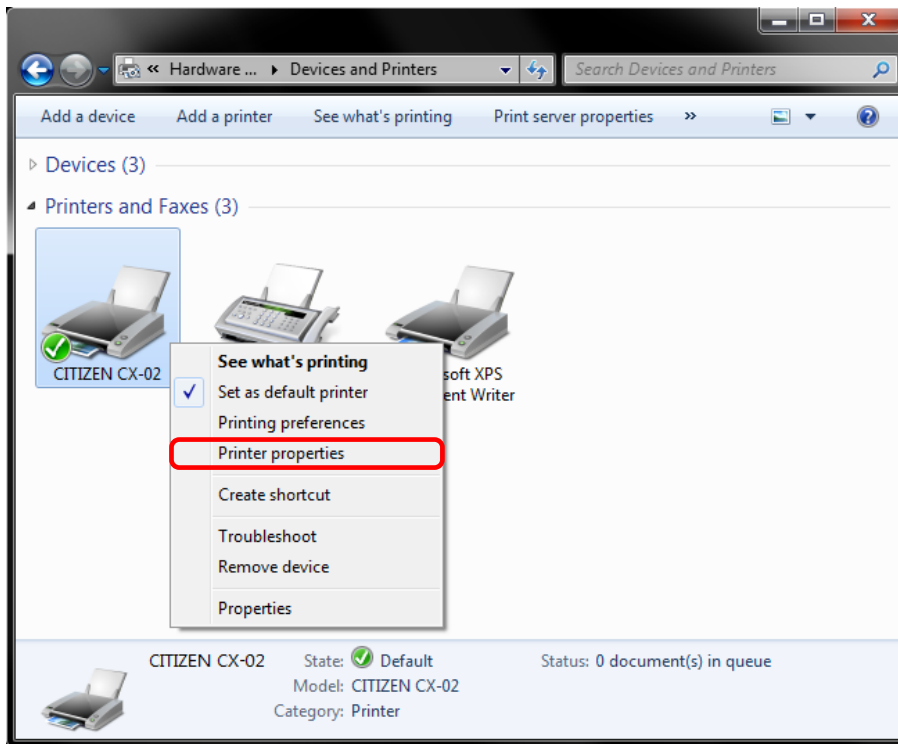 « Hardware ... ▸ Devices and Printers
Search Devices and Printers
Add a device Add a printer See what's printing Print server properties »
Devices (3)
Printers and Faxes (3)
CITIZEN CX-02
soft XPS
ent Writer
See what's printing
Set as default printer
Printing preferences
Printer properties
Create shortcut
Troubleshoot
Remove device
Properties
CITIZEN CX-02 State: Default Status: 0 document(s) in queue
Model: CITIZEN CX-02
Category: Printer